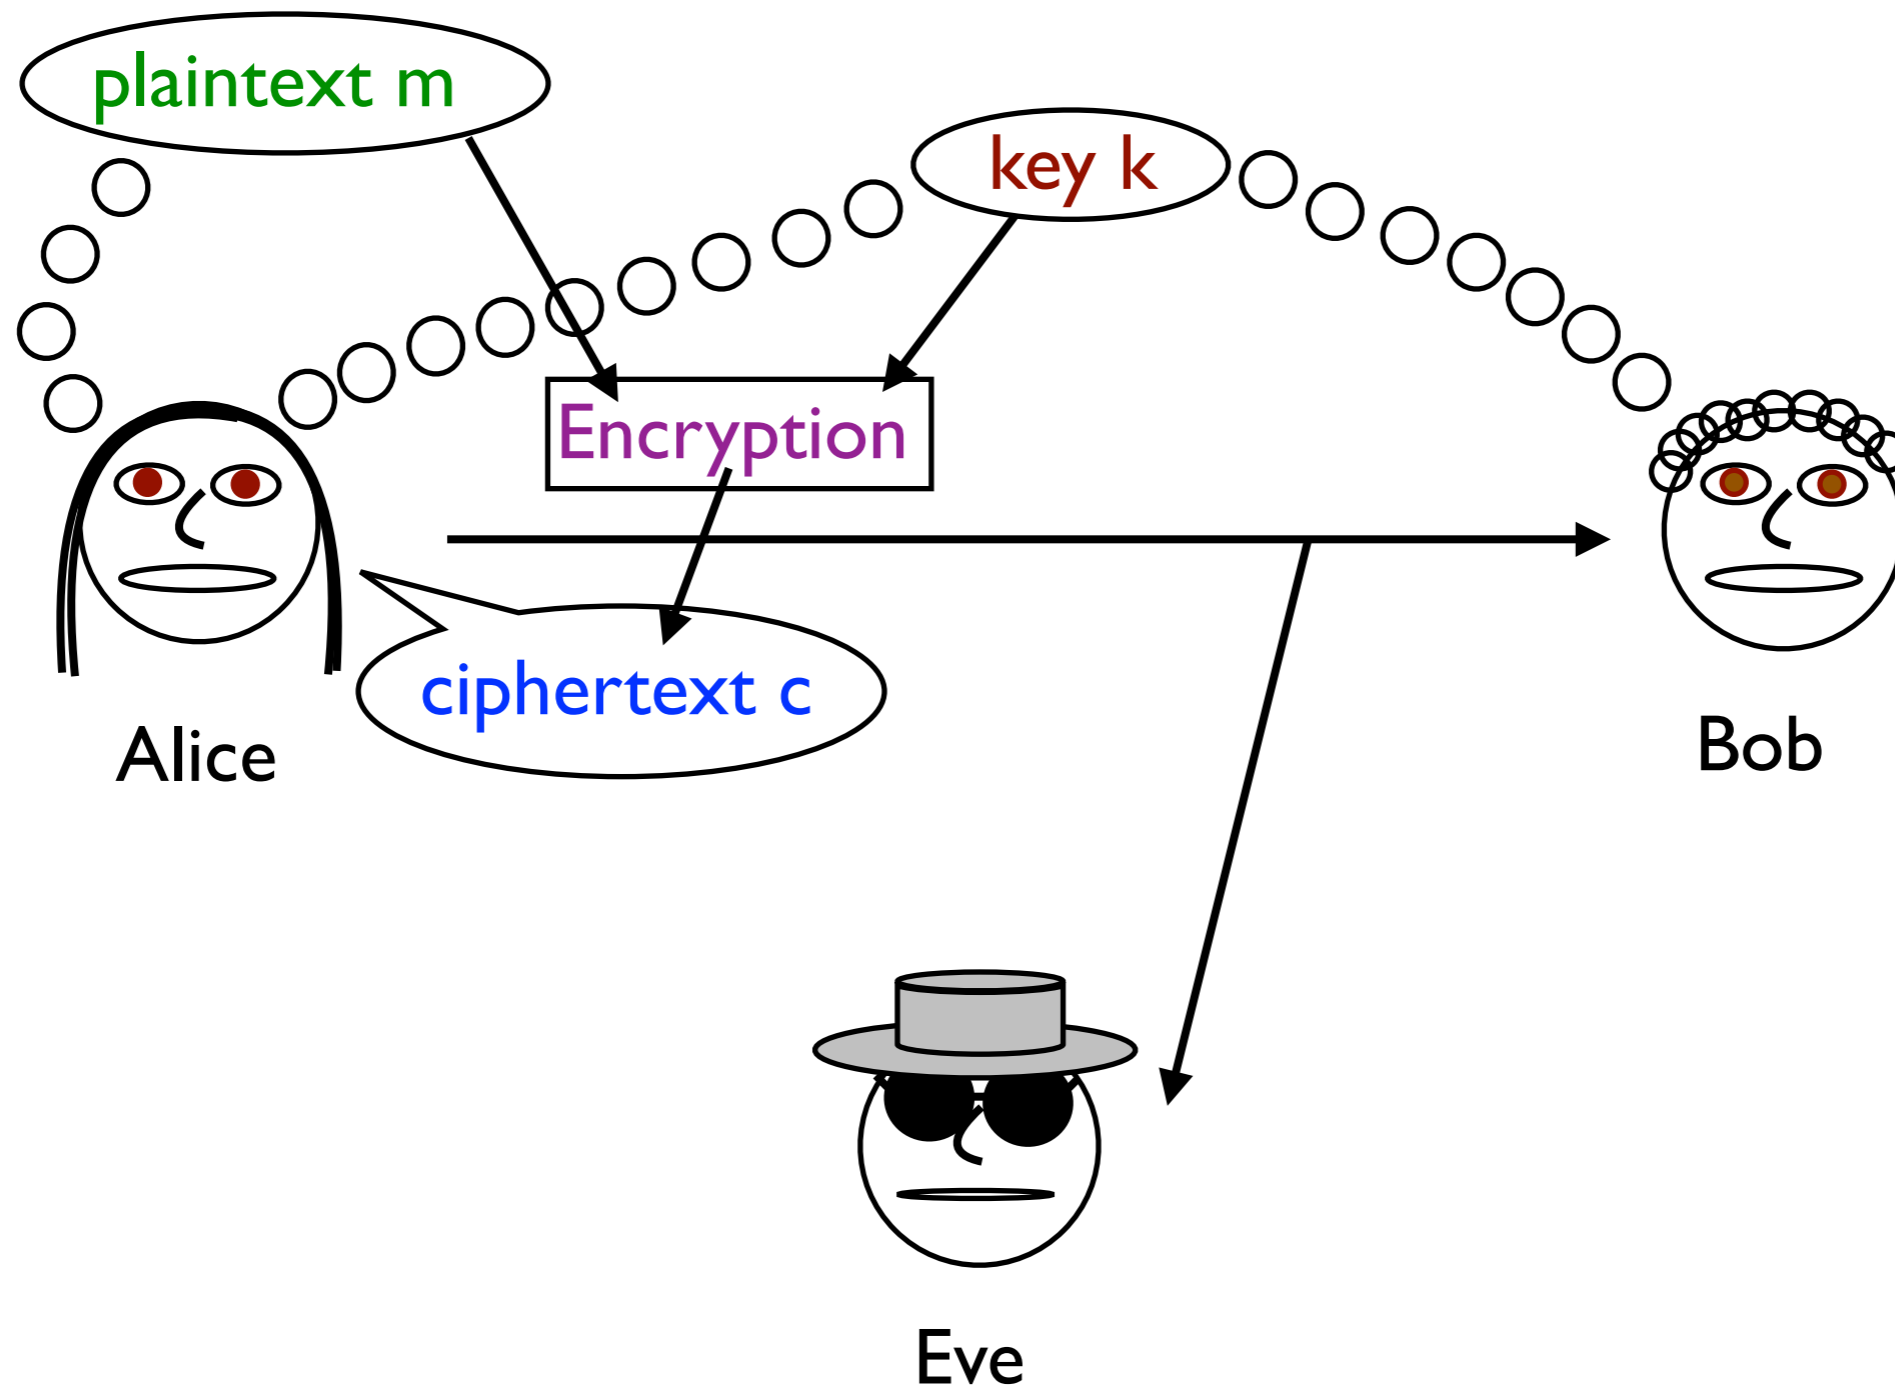 plaintext m
key k
Encryption
ciphertext c
Alice
Bob
Eve